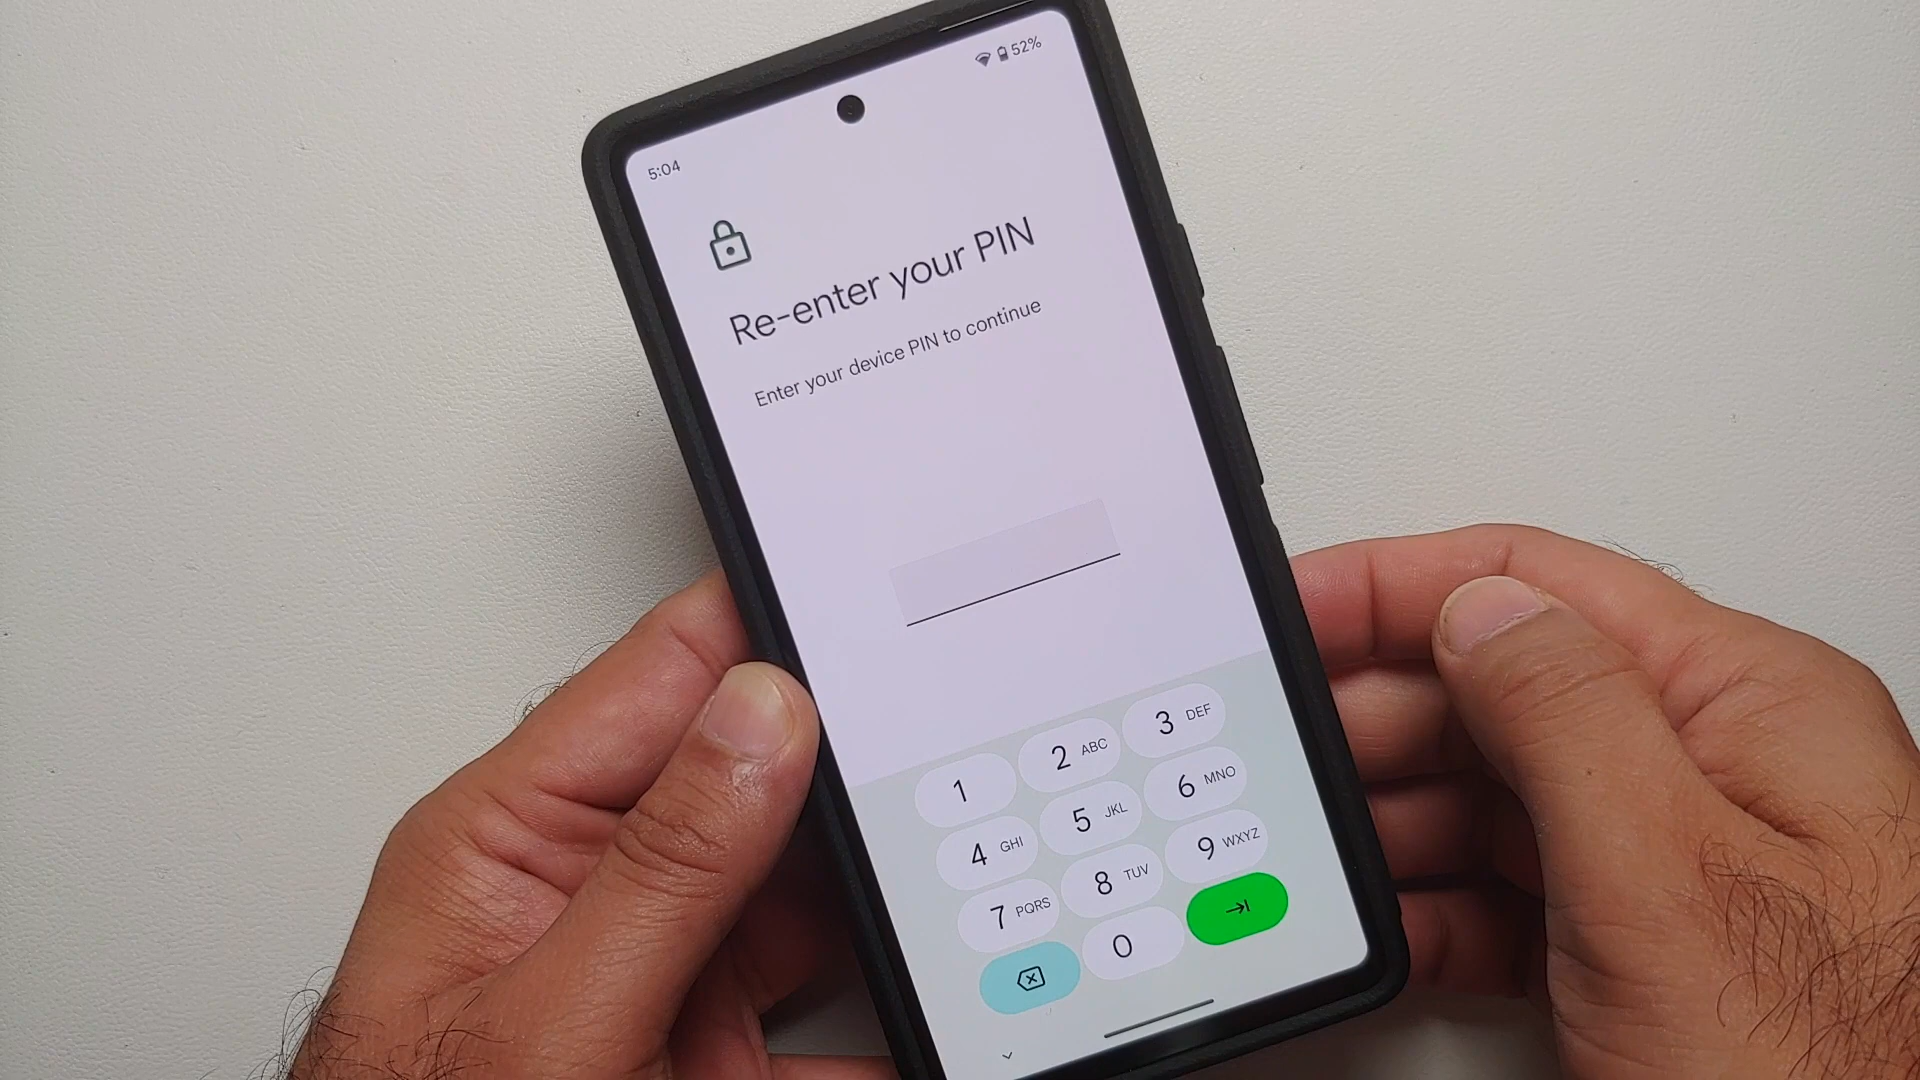 52%
5:04
Re-enter your PIN
Enter your device PIN to continue
1
2 ABC
3 DEF
4 GHI
5 JKL
6 MNO
7 PQRS
8 TUV
9 WXYZ
0